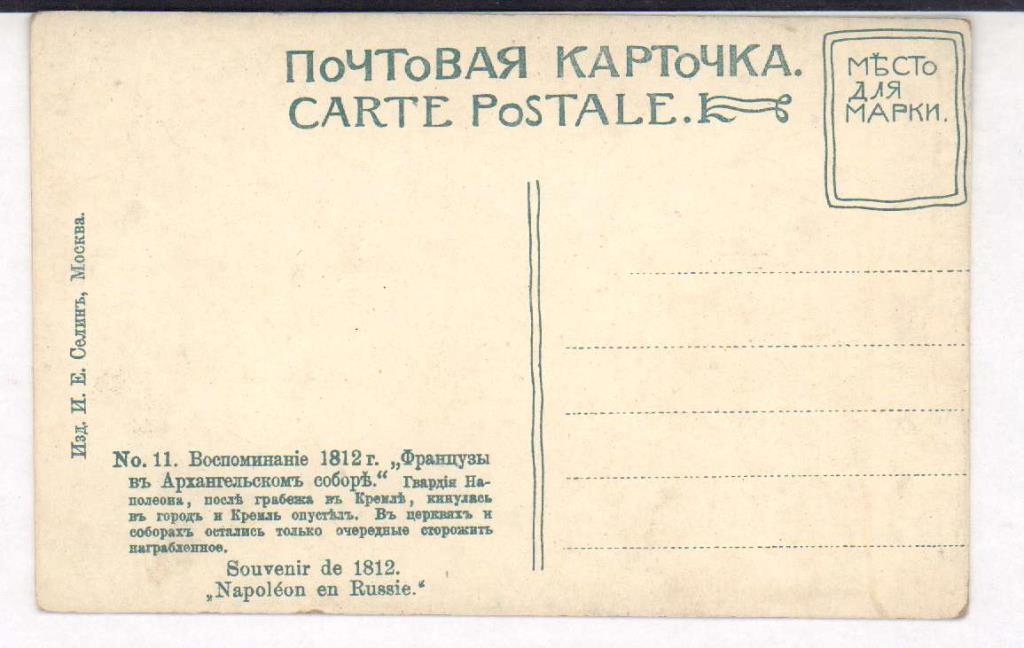 ПОЧТОВАЯ КАРТОЧКА.
CARTE POSTALE.
МѢСТО
ДЛЯ
МАРКИ.
Изд. И. Е. Селинъ, Москва.
No. 11. Воспоминаніе 1812 г. „Французы
въ Архангельскомъ соборѣ.“ Гвардія На-
полеона, послѣ грабежа въ Кремлѣ, кинулась
въ городъ и Кремль опустѣлъ. Въ церквяхъ и
соборахъ остались только очередные сторожить
награбленное.
Souvenir de 1812.
„Napoléon en Russie.“